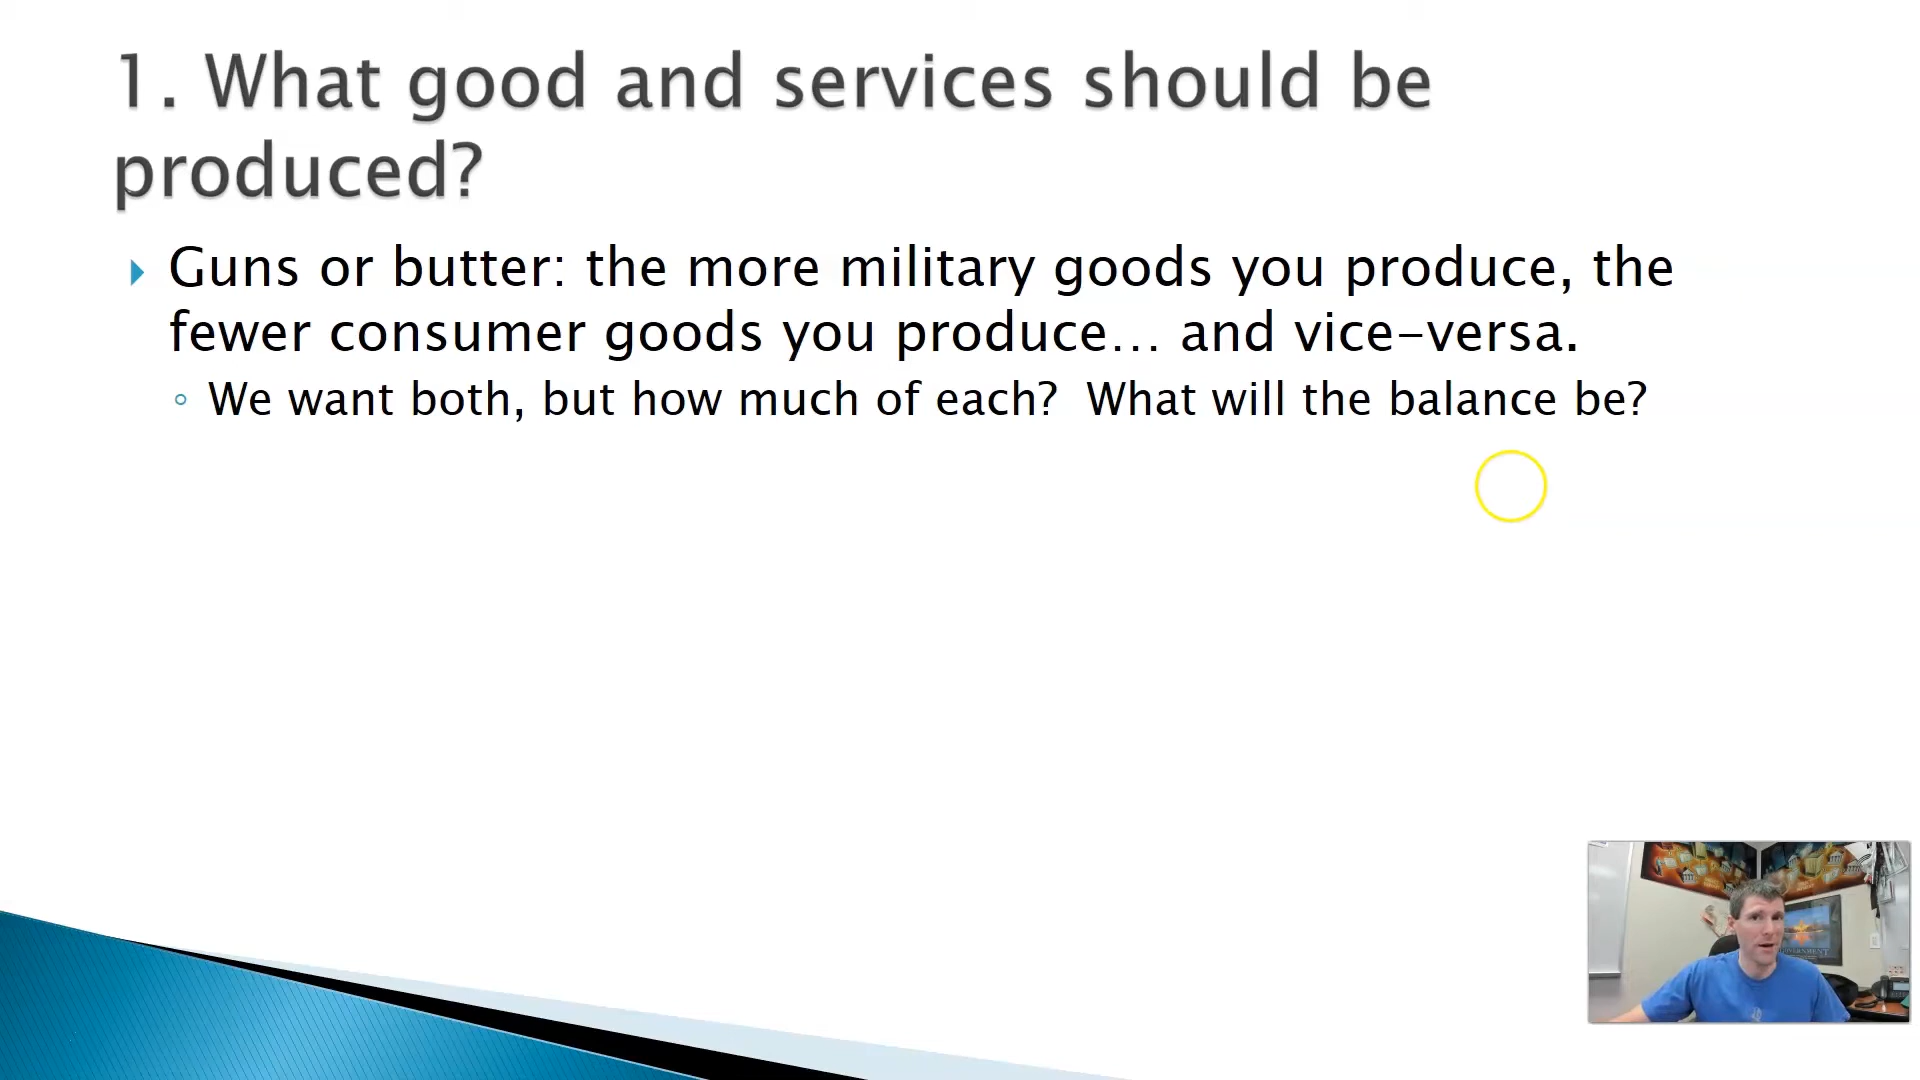 1. What good and services should be
produced?
Guns or butter: the more military goods you produce, the
fewer consumer goods you produce… and vice-versa.
We want both, but how much of each?  What will the balance be?